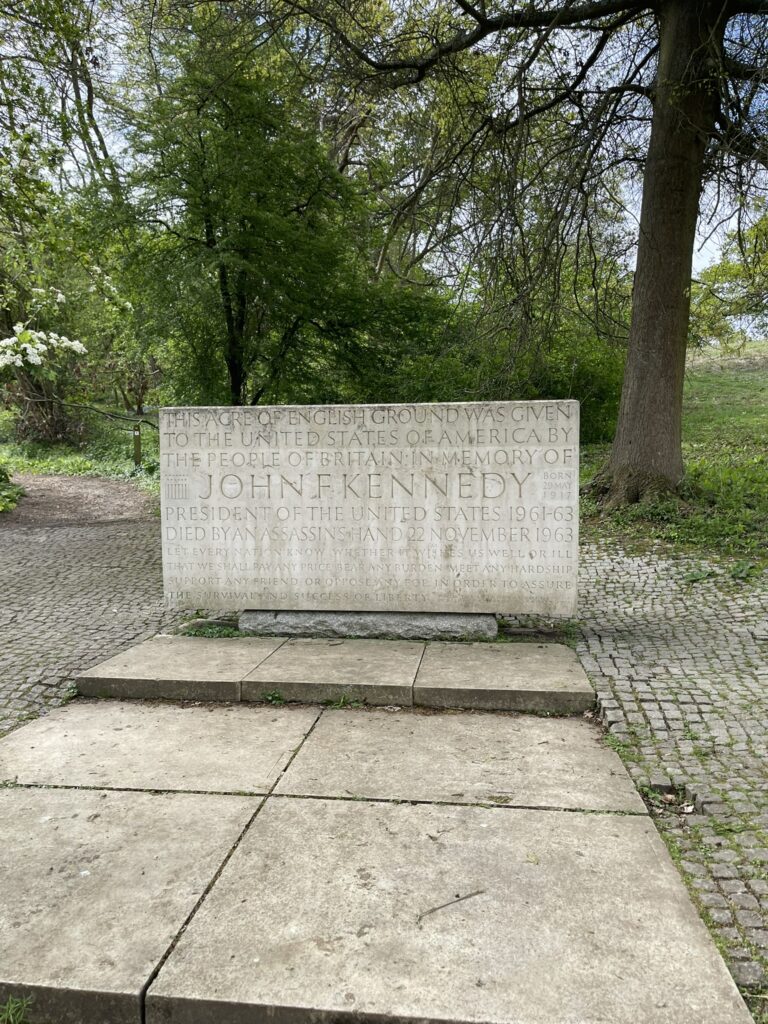 THIS ACRE OF ENGLISH GROUND WAS GIVEN
TO THE UNITED STATES OF AMERICA BY
THE PEOPLE OF BRITAIN IN MEMORY OF
JOHN F. KENNEDY
BORN
29 MAY
1917
PRESIDENT OF THE UNITED STATES 1961-63
DIED BY AN ASSASSINS HAND 22 NOVEMBER 1963
LET EVERY NATION KNOW WHETHER IT WISHES US WELL OR ILL
THAT WE SHALL PAY ANY PRICE BEAR ANY BURDEN MEET ANY HARDSHIP
SUPPORT ANY FRIEND OR OPPOSE ANY FOE IN ORDER TO ASSURE
THE SURVIVAL AND SUCCESS OF LIBERTY